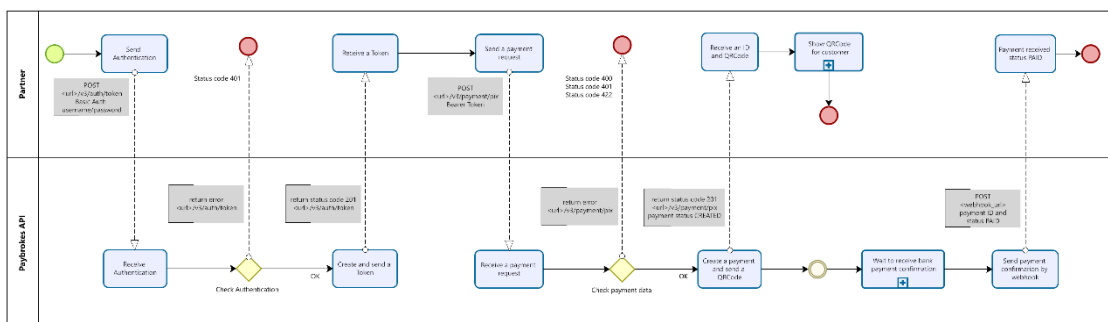 Partner
Send
Authentication
POST
<url>/v3/auth/token
Basic Auth
username/password
Status code 401
Receive a Token
Send a payment
request
POST
<url>/v3/payment/pix
Bearer Token
Status code 400
Status code 401
Status code 422
Receive an ID
and QRCode
Show QRCode
for customer
Payment received
status PAID
Paybrokes API
return error
<url>/v3/auth/token
return status code 201
<url>/v3/auth/token
return error
<url>/v3/payment/pix
return status code 201
<url>/v3/payment/pix
payment status CREATED
POST
<webhook_url>
payment ID and
status PAID
Receive
Authentication
Check Authentication
OK
Create and send a
Token
Receive a payment
request
Check payment data
OK
Create a payment
and send a
QRCode
Wait to receive bank
payment confirmation
Send payment
confirmation by
webhook